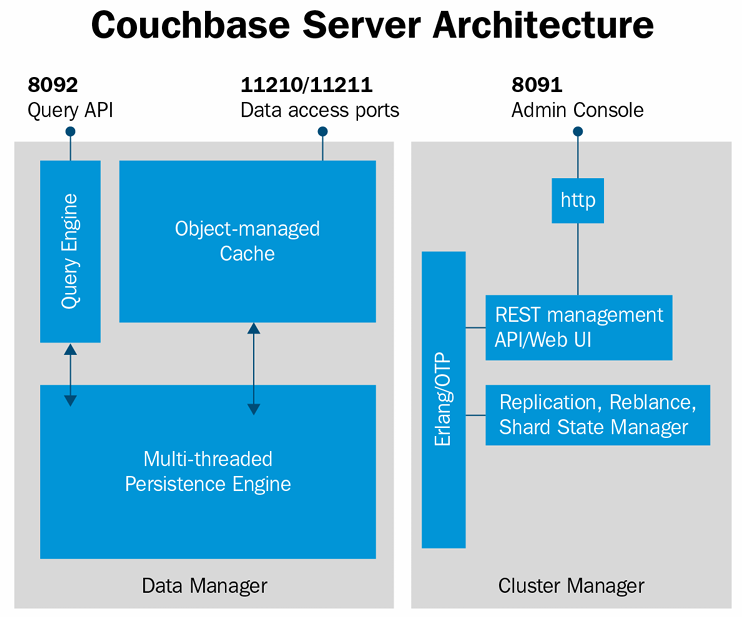 Couchbase Server Architecture
8092
Query API
11210/11211
Data access ports
8091
Admin Console
Query Engine
Object-managed
Cache
Multi-threaded
Persistence Engine
Data Manager
http
Erlang/OTP
REST management
API/Web UI
Replication, Reblance,
Shard State Manager
Cluster Manager